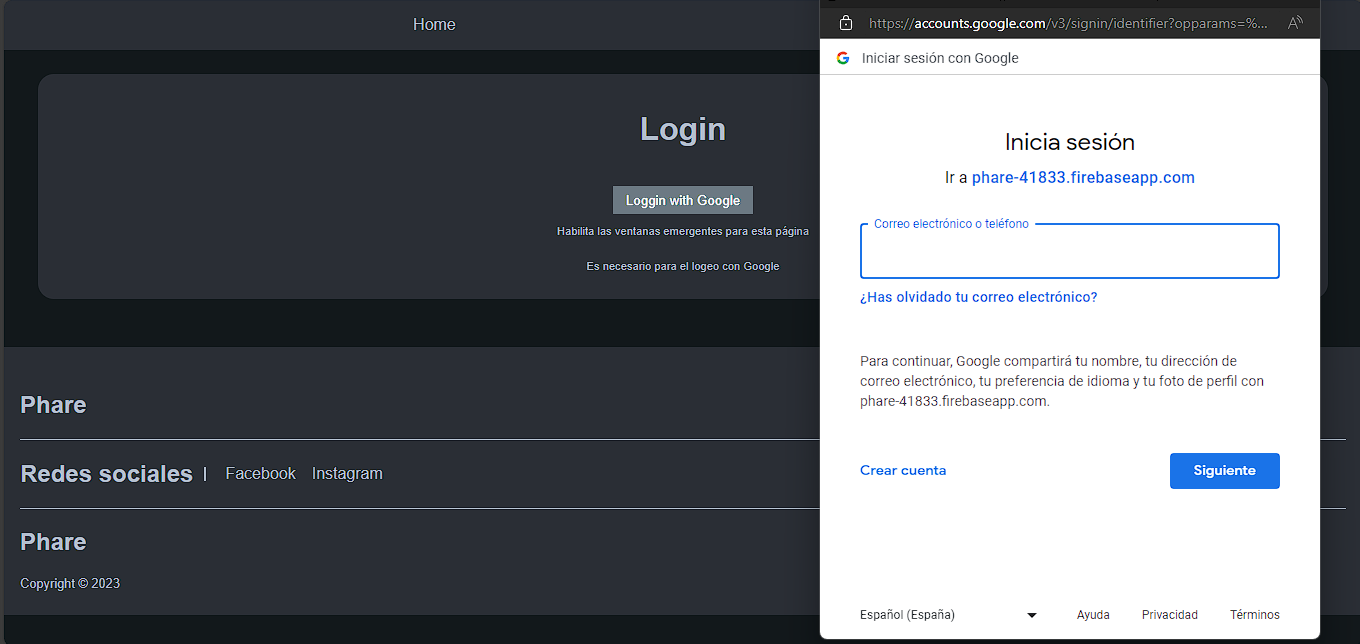 Home
Login
Loggin with Google
Habilita las ventanas emergentes para esta página
Es necesario para el logeo con Google
Phare
Redes sociales | Facebook Instagram
Phare
Copyright © 2023
https://accounts.google.com/v3/signin/identifier?opparams=%...
Iniciar sesión con Google
Inicia sesión
Ir a phare-41833.firebaseapp.com
Correo electrónico o teléfono
¿Has olvidado tu correo electrónico?
Para continuar, Google compartirá tu nombre, tu dirección de
correo electrónico, tu preferencia de idioma y tu foto de perfil con
phare-41833.firebaseapp.com.
Crear cuenta Siguiente
Español (España) Ayuda Privacidad Términos